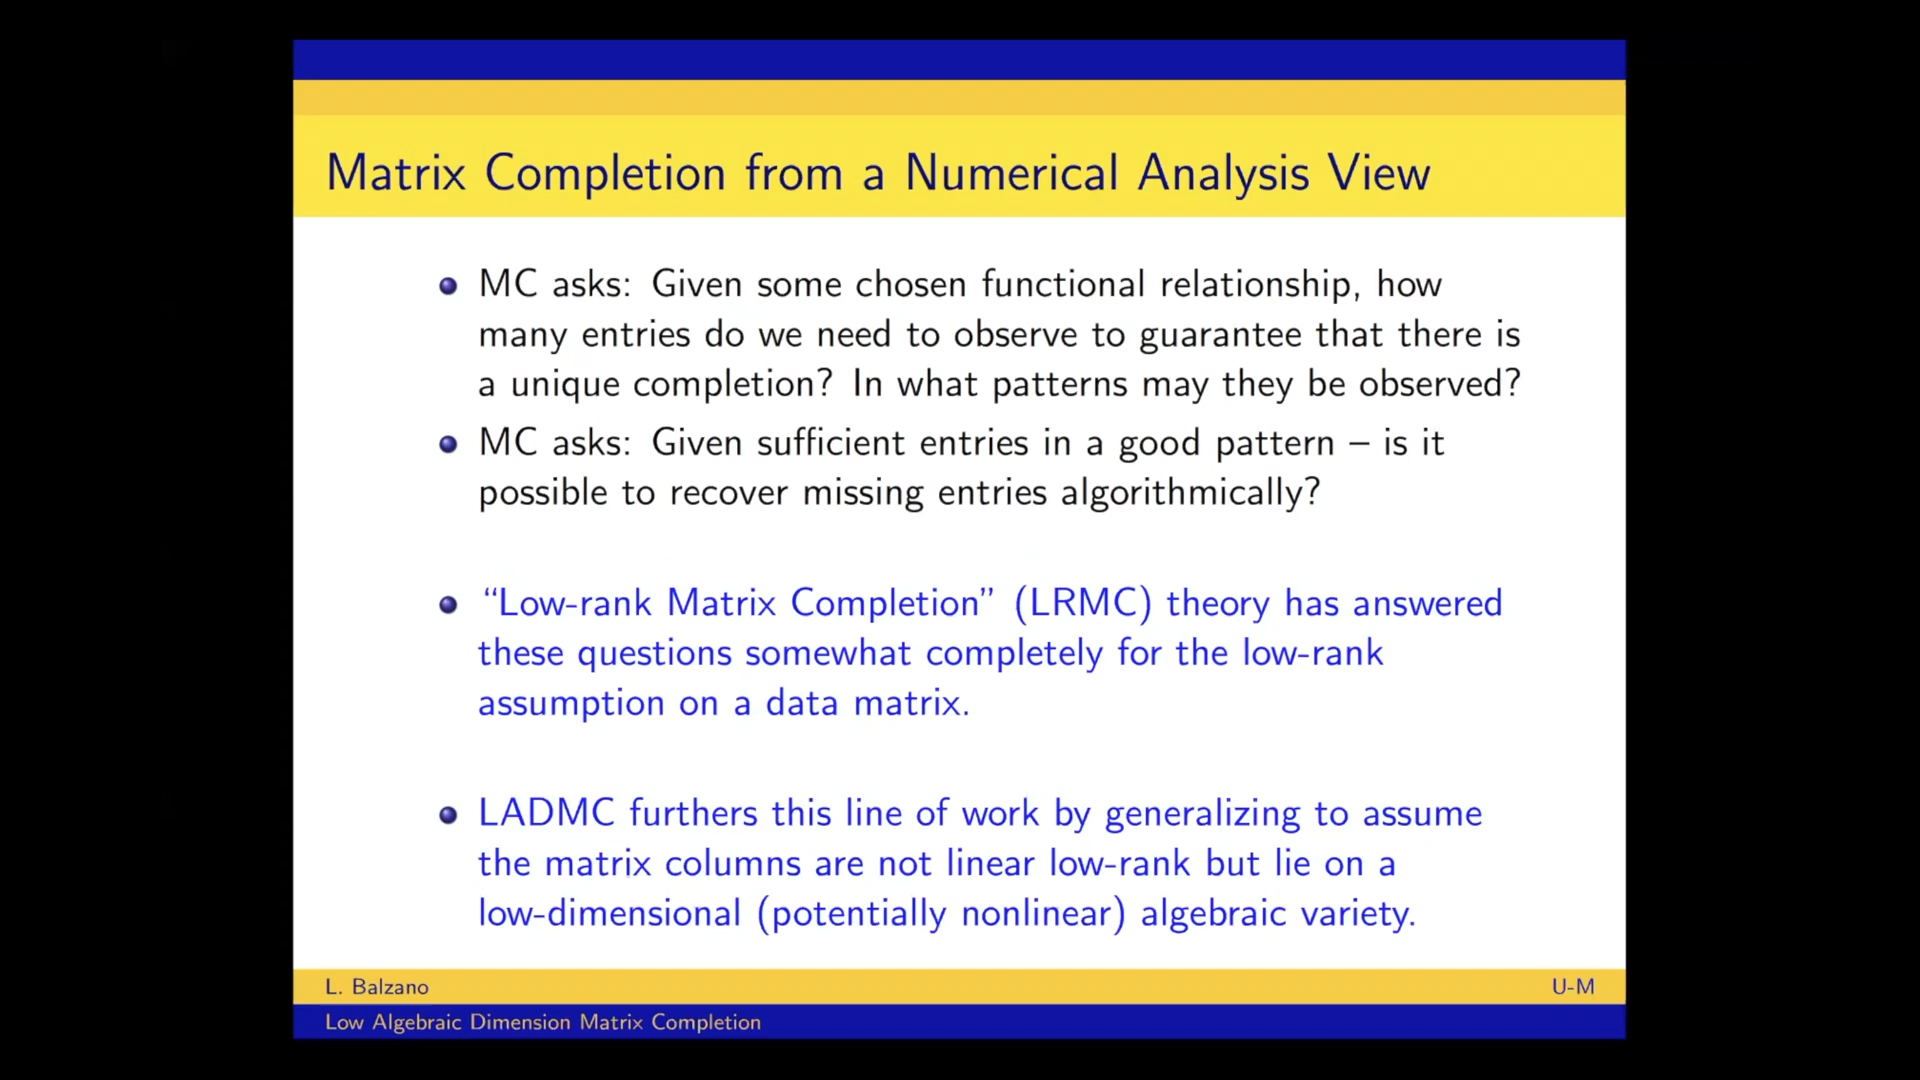 Matrix Completion from a Numerical Analysis View
MC asks: Given some chosen functional relationship, how
many entries do we need to observe to guarantee that there is
a unique completion? In what patterns may they be observed?
MC asks: Given sufficient entries in a good pattern – is it
possible to recover missing entries algorithmically?
“Low-rank Matrix Completion” (LRMC) theory has answered
these questions somewhat completely for the low-rank
assumption on a data matrix.
LADMC furthers this line of work by generalizing to assume
the matrix columns are not linear low-rank but lie on a
low-dimensional (potentially nonlinear) algebraic variety.
L. Balzano U-M
Low Algebraic Dimension Matrix Completion